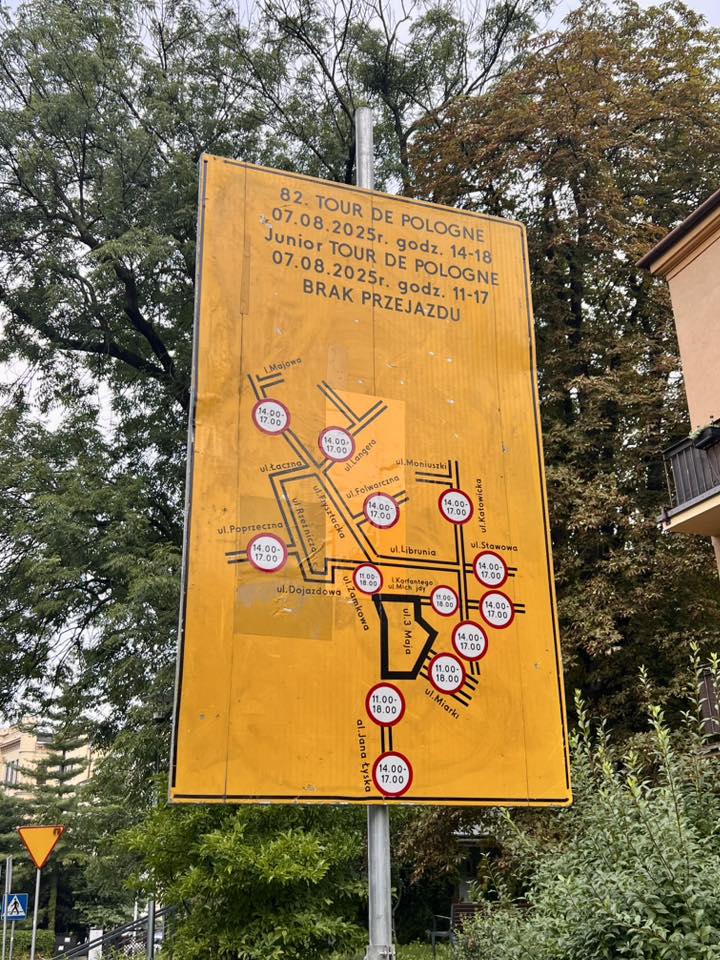 82. TOUR DE POLOGNE
07.08.2025r. godz. 14-18
Junior TOUR DE POLOGNE
07.08.2025r. godz. 11-17
BRAK PRZEJAZDU
1.Majowa
14.00-
17.00
14.00-
17.00
ul.Langera
ul.Łączna
ul.Moniuszki
ul.Frysztacka
ul.Folwarczna
14.00-
17.00
14.00-
17.00
ul.Katowicka
ul.Rzeźnicza
ul.Poprzeczna
14.00-
17.00
ul.Librunia
ul.Stawowa
14.00-
17.00
ul.Dojazdowa
11.00-
18.00
ul.Zamkowa
ul.Mich jdy
11.00-
18.00
14.00-
17.00
ul.3 Maja
14.00-
17.00
11.00-
18.00
ul.Miarki
11.00-
18.00
al.Jana Łyska
14.00-
17.00